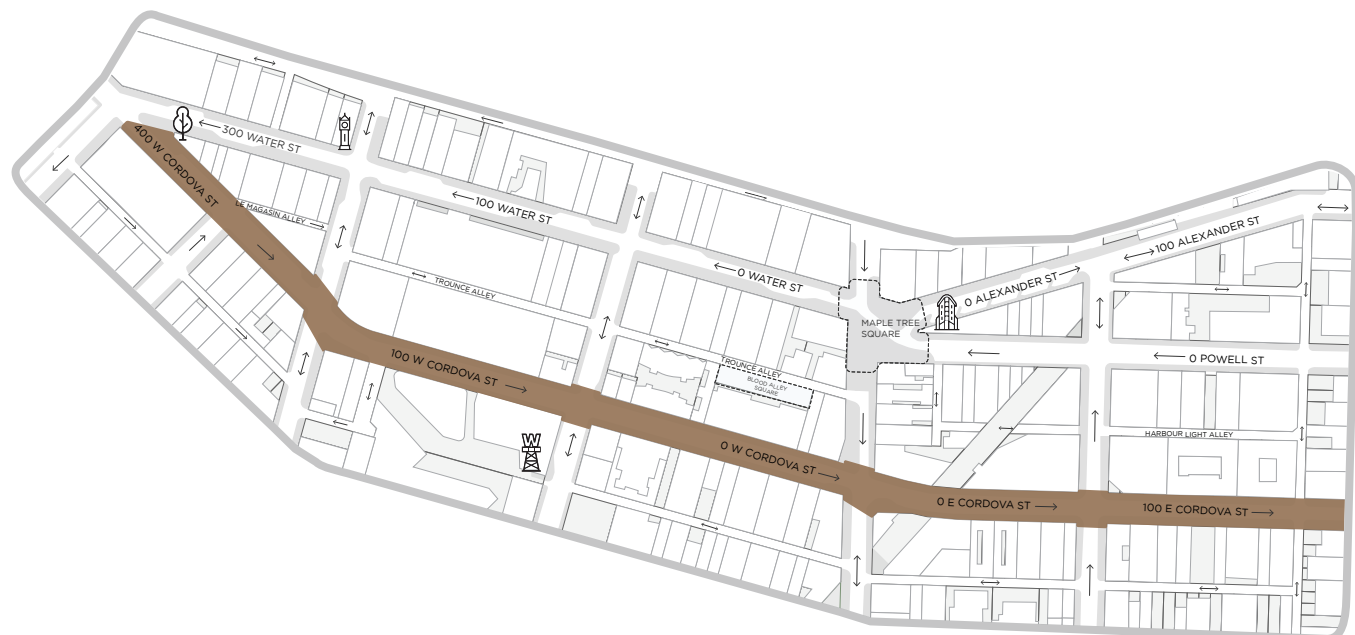 300 WATER ST
400 W CORDOVA ST
LE MAGASIN ALLEY
100 WATER ST
0 WATER ST
100 ALEXANDER ST
0 ALEXANDER ST
MAPLE TREE
SQUARE
TROUNCE ALLEY
0 POWELL ST
100 W CORDOVA ST
TROUNCE ALLEY
BLOOD ALLEY
SQUARE
HARBOUR LIGHT ALLEY
W
0 W CORDOVA ST
0 E CORDOVA ST
100 E CORDOVA ST